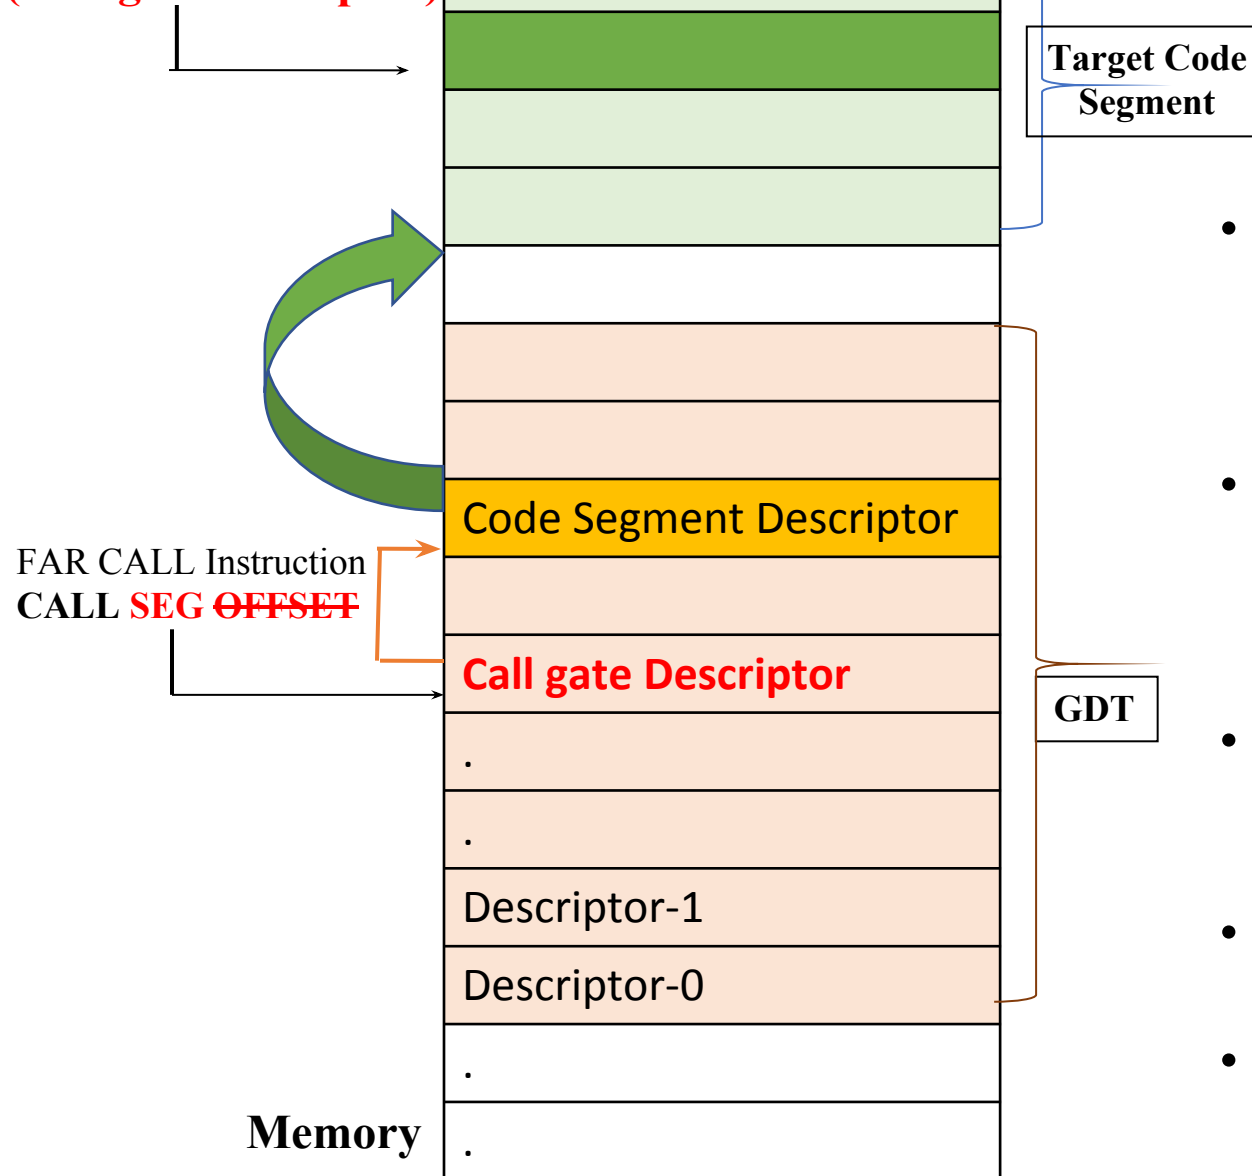 Target Code
Segment
Code Segment Descriptor
FAR CALL Instruction
CALL SEG OFFSET
Call gate Descriptor
GDT
.
.
Descriptor-1
Descriptor-0
.
Memory
.